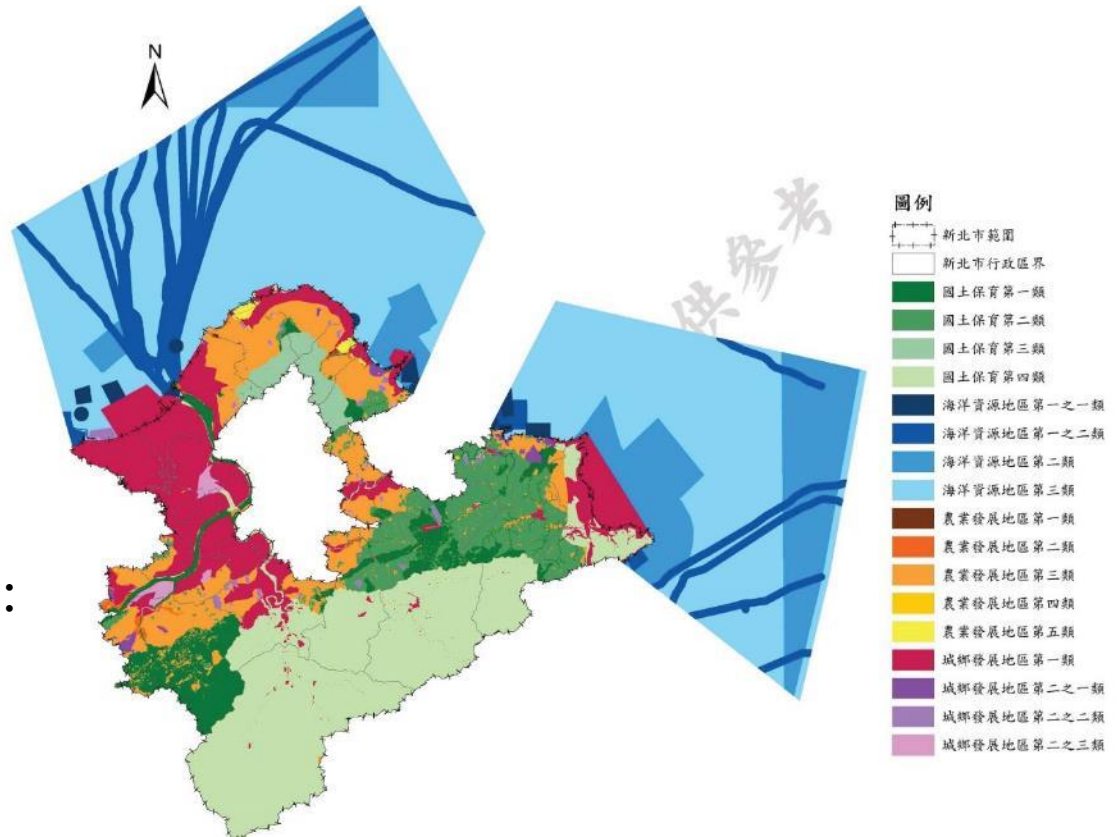 N
供參考
圖例
新北市範圍
新北市行政區界
國土保育第一類
國土保育第二類
國土保育第三類
國土保育第四類
海洋資源地區第一之一類
海洋資源地區第一之二類
海洋資源地區第二類
海洋資源地區第三類
農業發展地區第一類
農業發展地區第二類
農業發展地區第三類
農業發展地區第四類
農業發展地區第五類
城鄉發展地區第一類
城鄉發展地區第二之一類
城鄉發展地區第二之二類
城鄉發展地區第二之三類